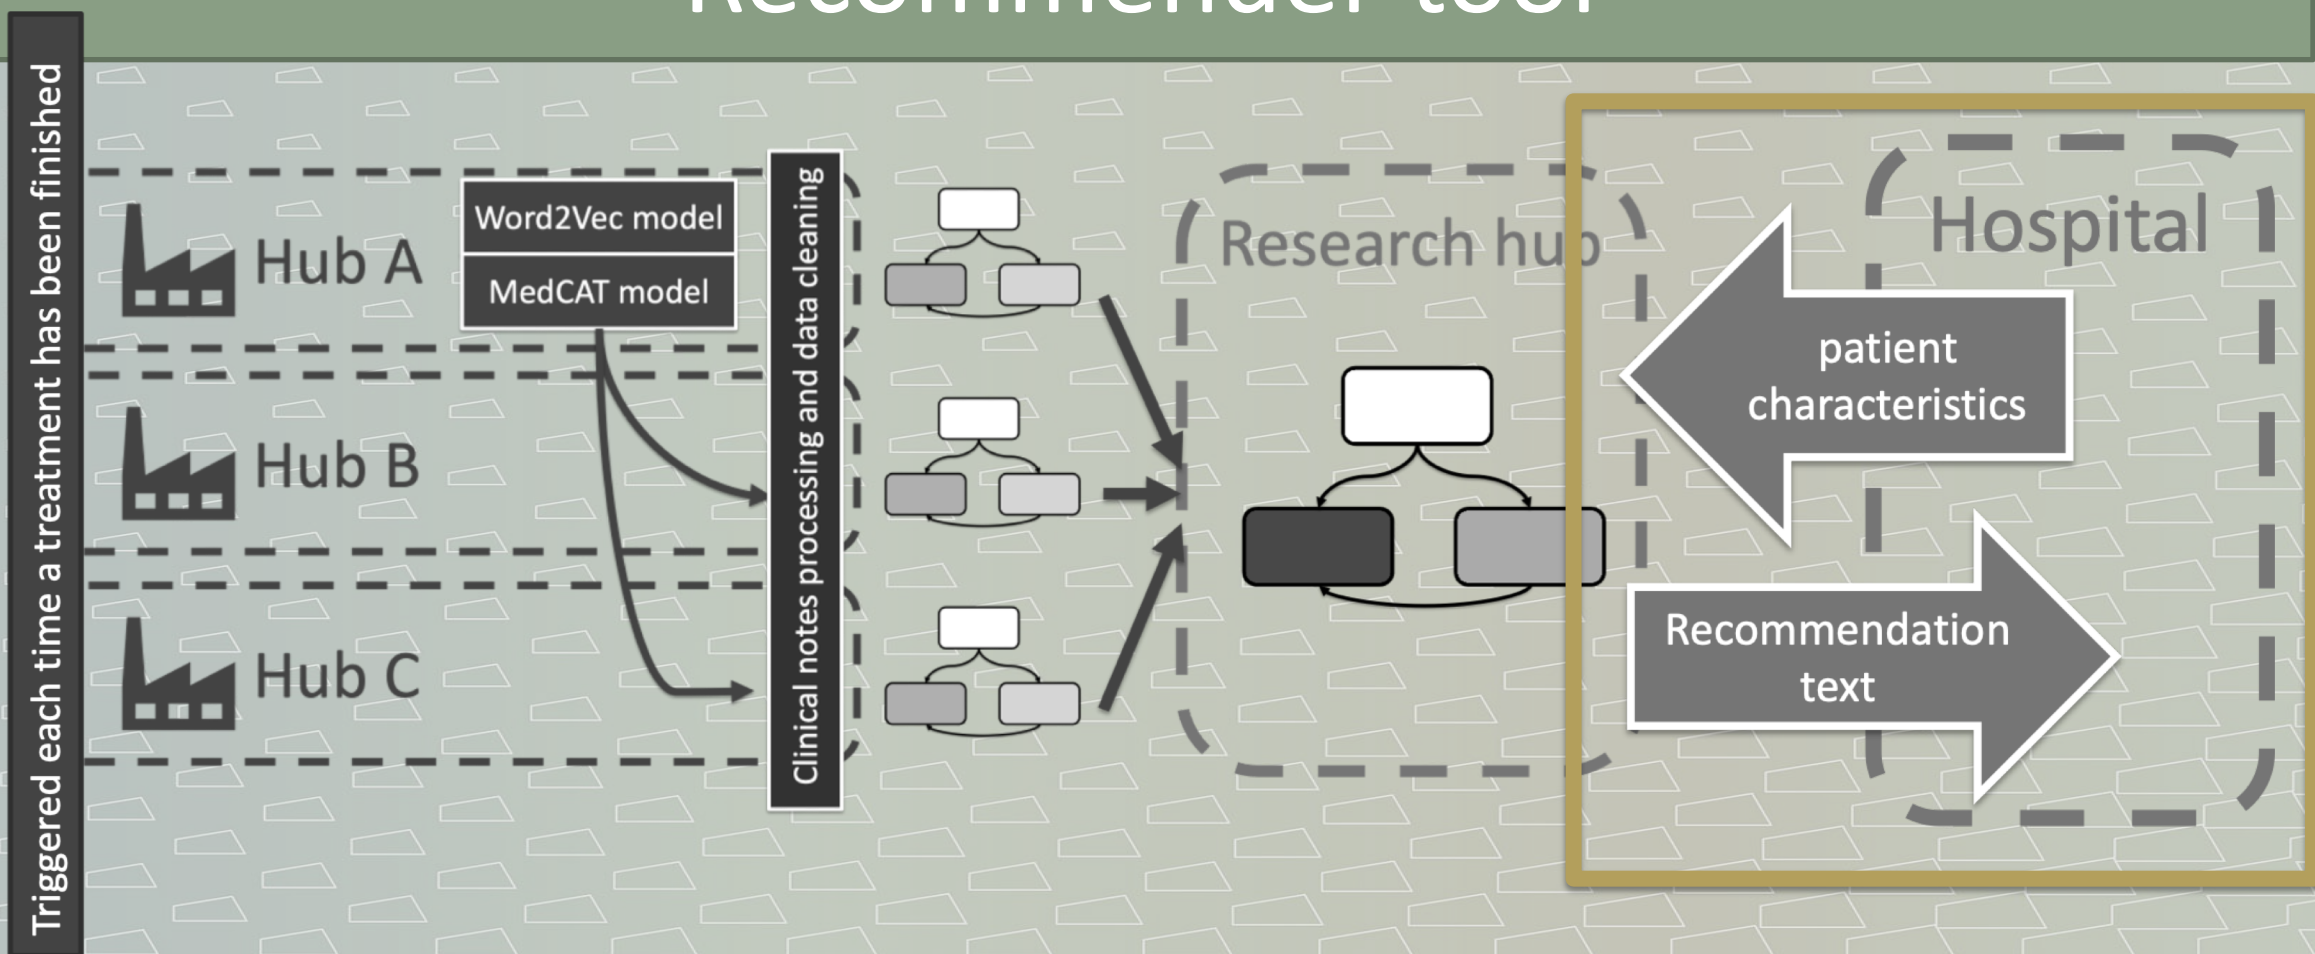 Recommender tool
Triggered each time a treatment has been finished
Hub A
Word2Vec model
MedCAT model
Hub B
Hub C
Clinical notes processing and data cleaning
Research hub
Hospital
patient
characteristics
Recommendation
text